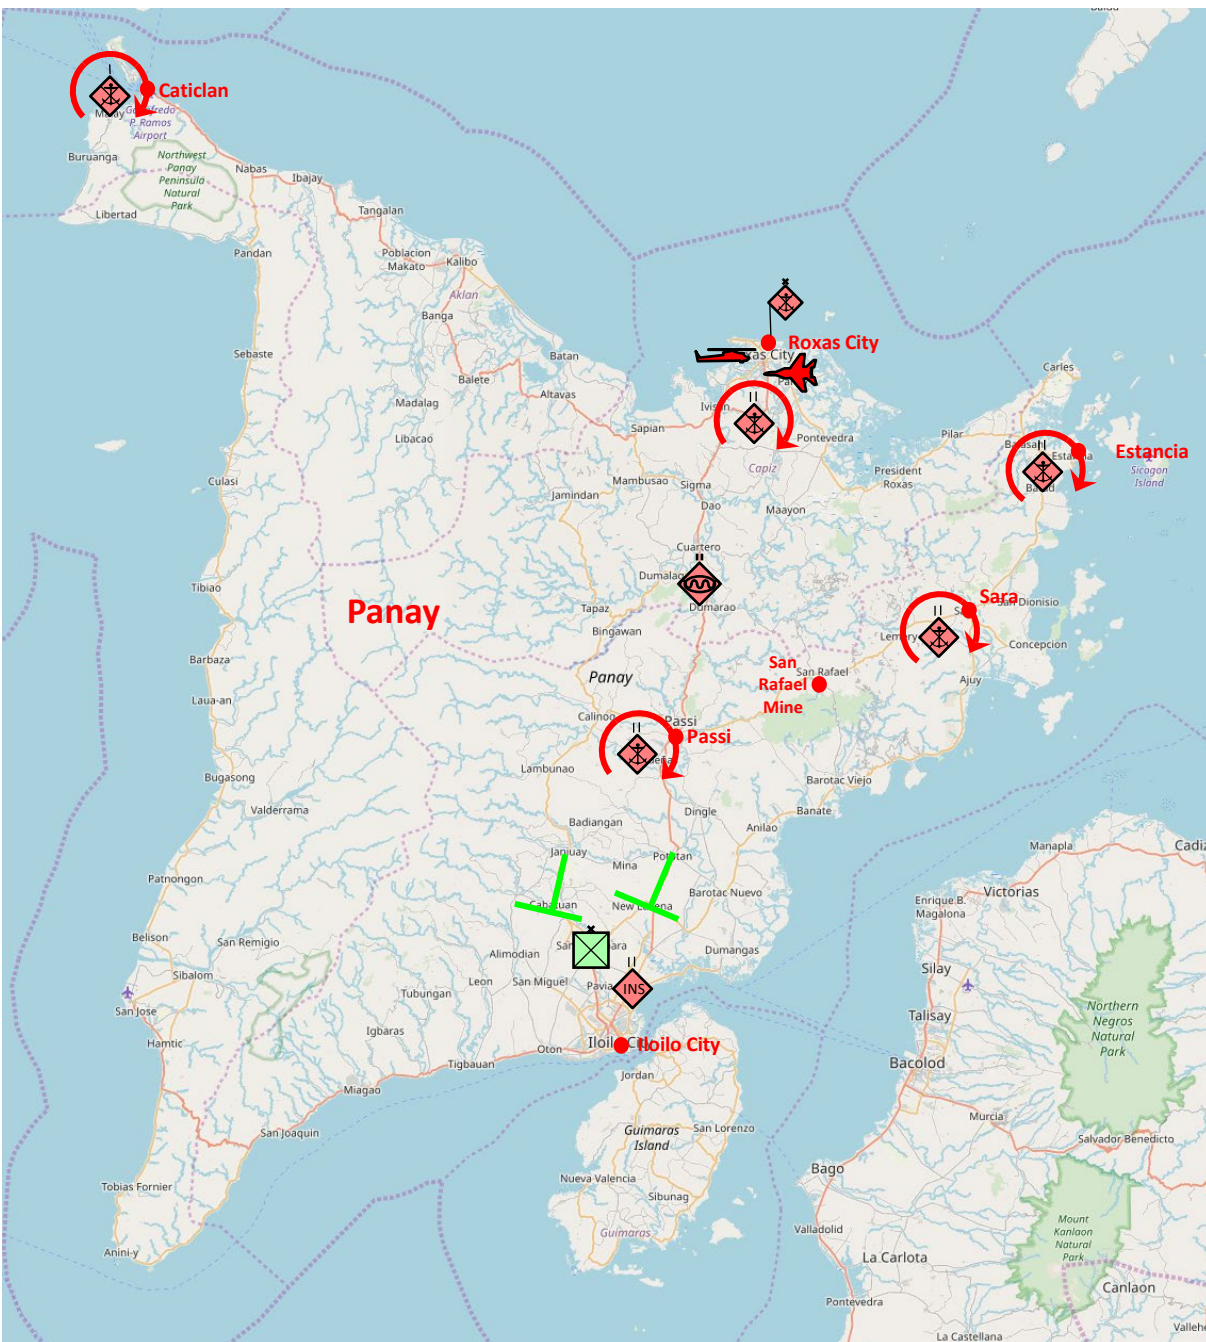 Caticlan
Malay
Godofredo
P. Ramos
Airport
Buruanga
Northwest
Panay
Peninsula
Natural
Park
Nabas
Ibajay
Libertad
Tangalan
Pandan
Poblacion
Makato
Kalibo
Aklan
Banga
Roxas City
Sebaste
Batan
Balete
Altavas
Carles
Madalag
Libacao
Sapian
Ivisan
Pontevedra
Pilar
Estancia
Capiz
Sicagon
Island
Culasi
Mambusao
Sigma
President
Roxas
Jamindan
Dao
Maayon
Cuartero
Dumalag
Tibiao
Panay
Tapaz
Dumarao
Sara
San Dionisio
Bingawan
Lemery
Concepcion
Barbaza
San
Rafael
Mine
San Rafael
Ajuy
Panay
Laua-an
Calinog
Passi
Passi
Bugasong
Lambunao
Barotac Viejo
Valderrama
Dingle
Banate
Badiangan
Anilao
Janiuay
Mina
Pototan
Manapla
Cadiz
Patnongon
Barotac Nuevo
Victorias
Cabatuan
New Lucena
Enrique B.
Magalona
Belison
San Remigio
Alimodian
Dumangas
Sibalom
Leon
San Miguel
Pavia
INS
Silay
Tubungan
San Jose
Igbaras
Talisay
Northern
Negros
Natural
Park
Hamtic
Oton
Iloilo City
Tigbauan
Bacolod
Miagao
Jordan
Murcia
San Joaquin
Guimaras
Island
San Lorenzo
Salvador Benedicto
Bago
Tobias Fornier
Nueva Valencia
Sibunag
Guimaras
Valladolid
Mount
Kanlaon
Natural
Park
Anini-y
La Carlota
Canlaon
Pontevedra
La Castellana